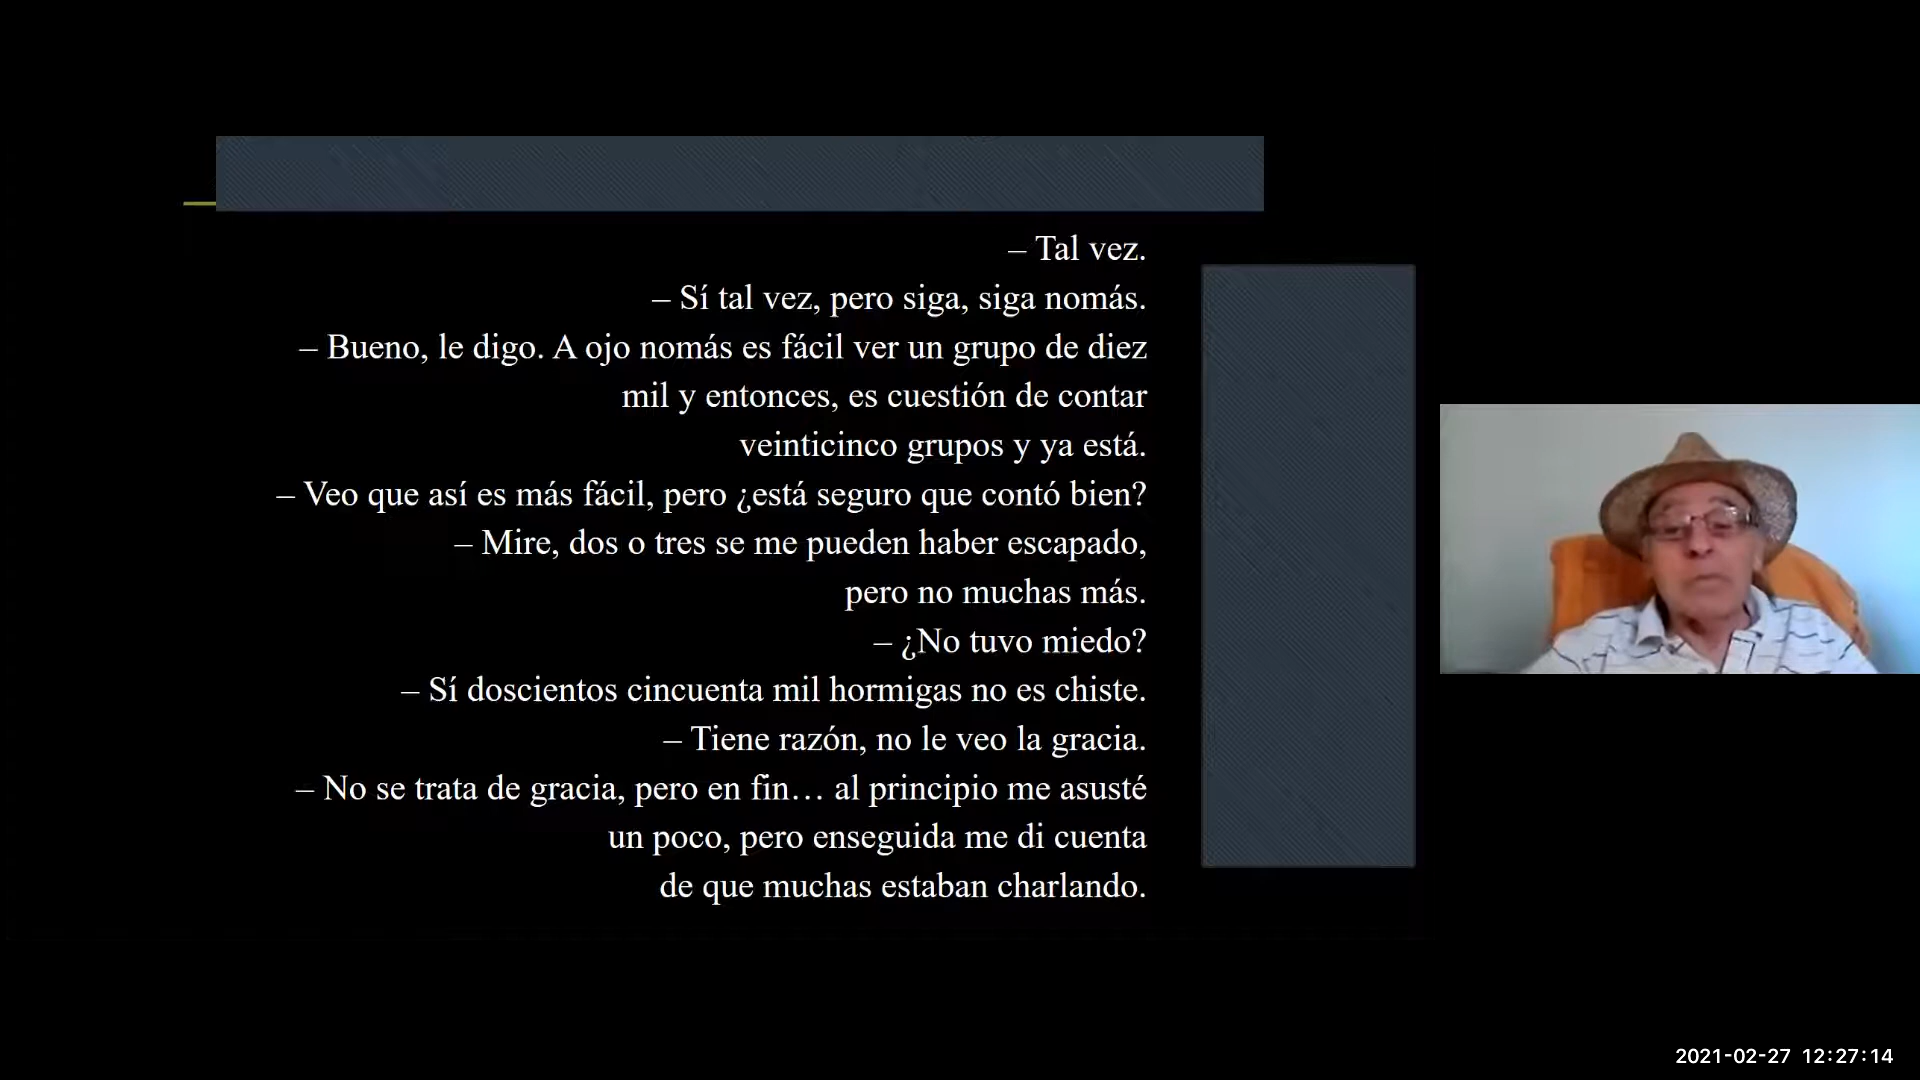 – Tal vez.
– Sí tal vez, pero siga, siga nomás.
– Bueno, le digo. A ojo nomás es fácil ver un grupo de diez
mil y entonces, es cuestión de contar
veinticinco grupos y ya está.
– Veo que así es más fácil, pero ¿está seguro que contó bien?
– Mire, dos o tres se me pueden haber escapado,
pero no muchas más.
– ¿No tuvo miedo?
– Sí doscientos cincuenta mil hormigas no es chiste.
– Tiene razón, no le veo la gracia.
– No se trata de gracia, pero en fin… al principio me asusté
un poco, pero enseguida me di cuenta
de que muchas estaban charlando.
2021-02-27 12:27:14